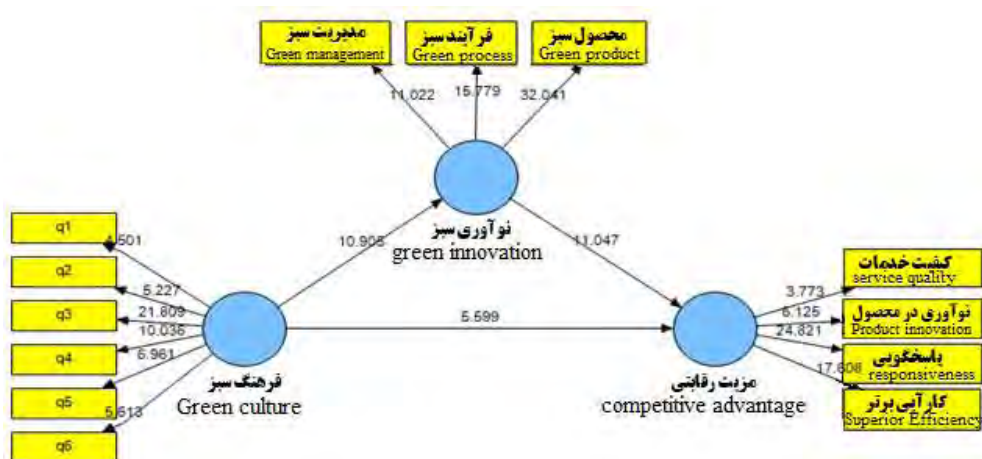 مدیریت سبز
Green management
11.022
فرآیند سبز
Green process
15.779
محصول سبز
Green product
32.041
نوآوری سبز
green innovation
10.905
11.047
q1
q2
q3
q4
q5
q6
4.501
5.227
21.809
10.036
6.961
5.613
فرهنگ سبز
Green culture
5.599
مزیت رقابتی
competitive advantage
3.773
6.125
24.821
17.608
کیفیت خدمات
service quality
نوآوری در محصول
Product innovation
پاسخگویی
responsiveness
کارآیی برتر
Superior Efficiency